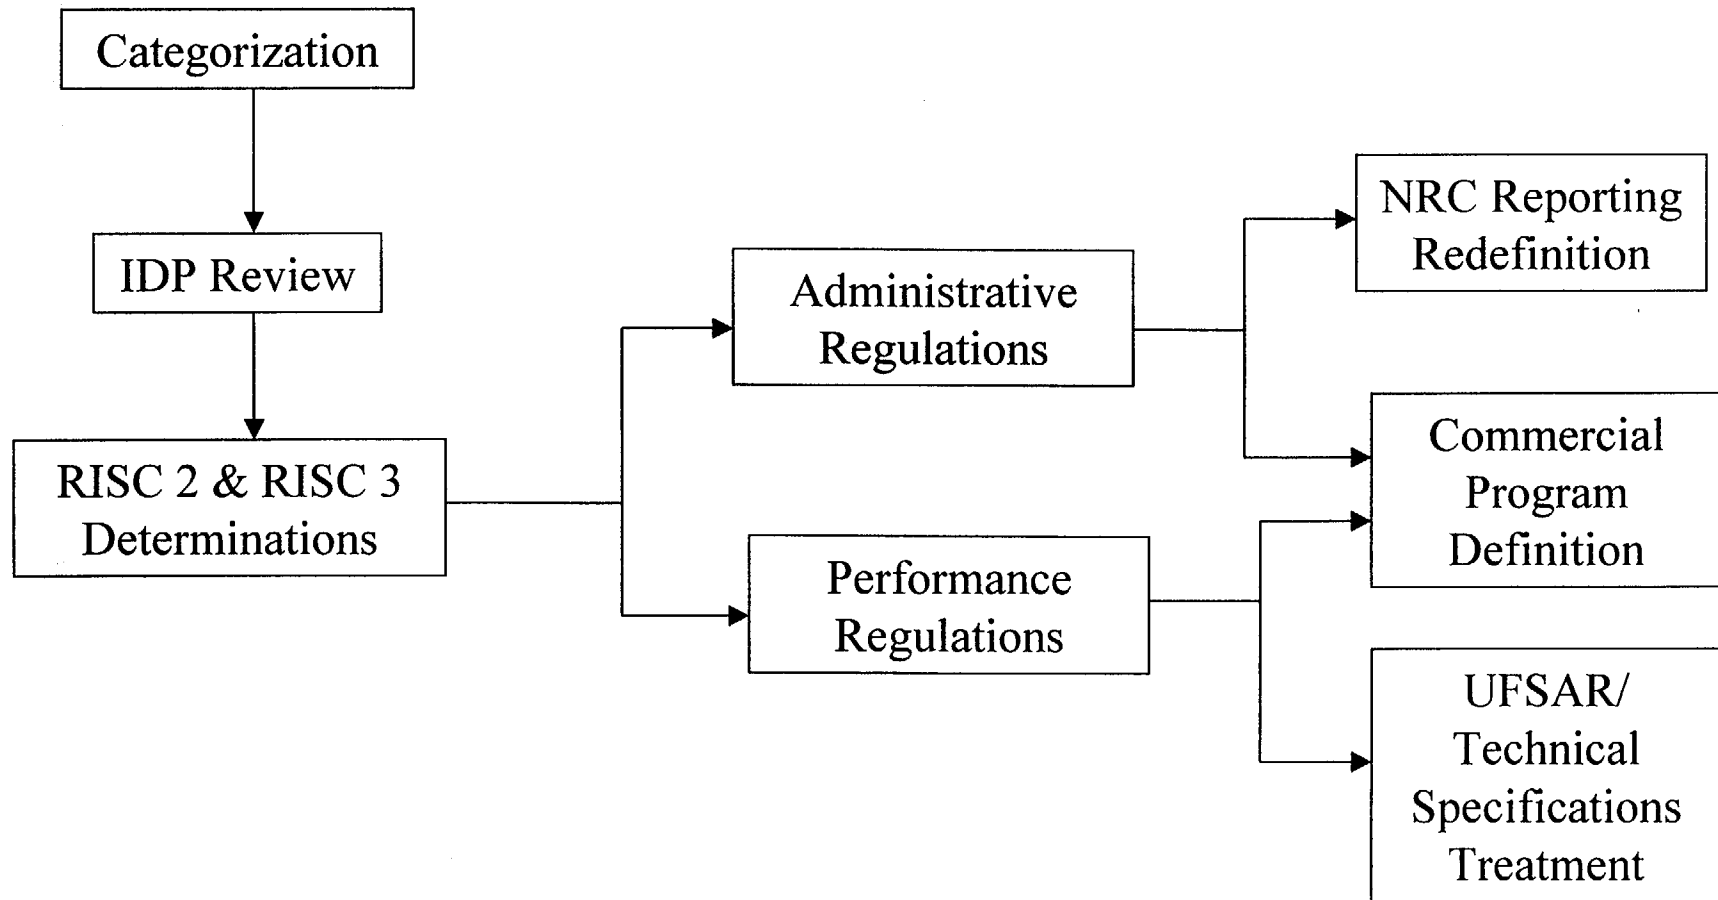 Categorization
IDP Review
RISC 2 & RISC 3
Determinations
Administrative
Regulations
Performance
Regulations
NRC Reporting
Redefinition
Commercial
Program
Definition
UFSAR/
Technical
Specifications
Treatment